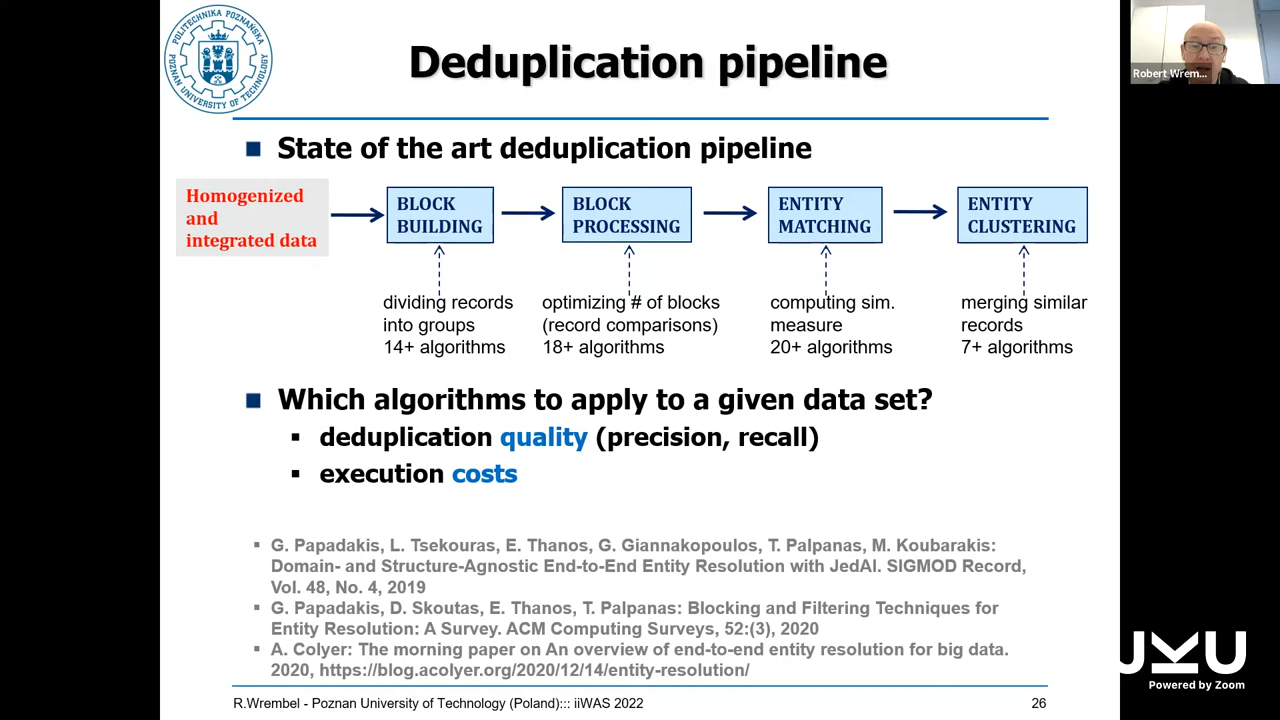 POLITECHNIKA POZNAŃSKA
POZNAN UNIVERSITY OF TECHNOLOGY
Deduplication pipeline
Robert Wrem...
State of the art deduplication pipeline
Homogenized
and
integrated data
BLOCK
BUILDING
BLOCK
PROCESSING
ENTITY
MATCHING
ENTITY
CLUSTERING
dividing records
into groups
14+ algorithms
optimizing # of blocks
(record comparisons)
18+ algorithms
computing sim.
measure
20+ algorithms
merging similar
records
7+ algorithms
Which algorithms to apply to a given data set?
deduplication quality (precision, recall)
execution costs
G. Papadakis, L. Tsekouras, E. Thanos, G. Giannakopoulos, T. Palpanas, M. Koubarakis:
Domain- and Structure-Agnostic End-to-End Entity Resolution with JedAI. SIGMOD Record,
Vol. 48, No. 4, 2019
G. Papadakis, D. Skoutas, E. Thanos, T. Palpanas: Blocking and Filtering Techniques for
Entity Resolution: A Survey. ACM Computing Surveys, 52:(3), 2020
A. Colyer: The morning paper on An overview of end-to-end entity resolution for big data.
2020, https://blog.acolyer.org/2020/12/14/entity-resolution/
R.Wrembel - Poznan University of Technology (Poland)::: iiWAS 2022
26
JKU
Powered by Zoom